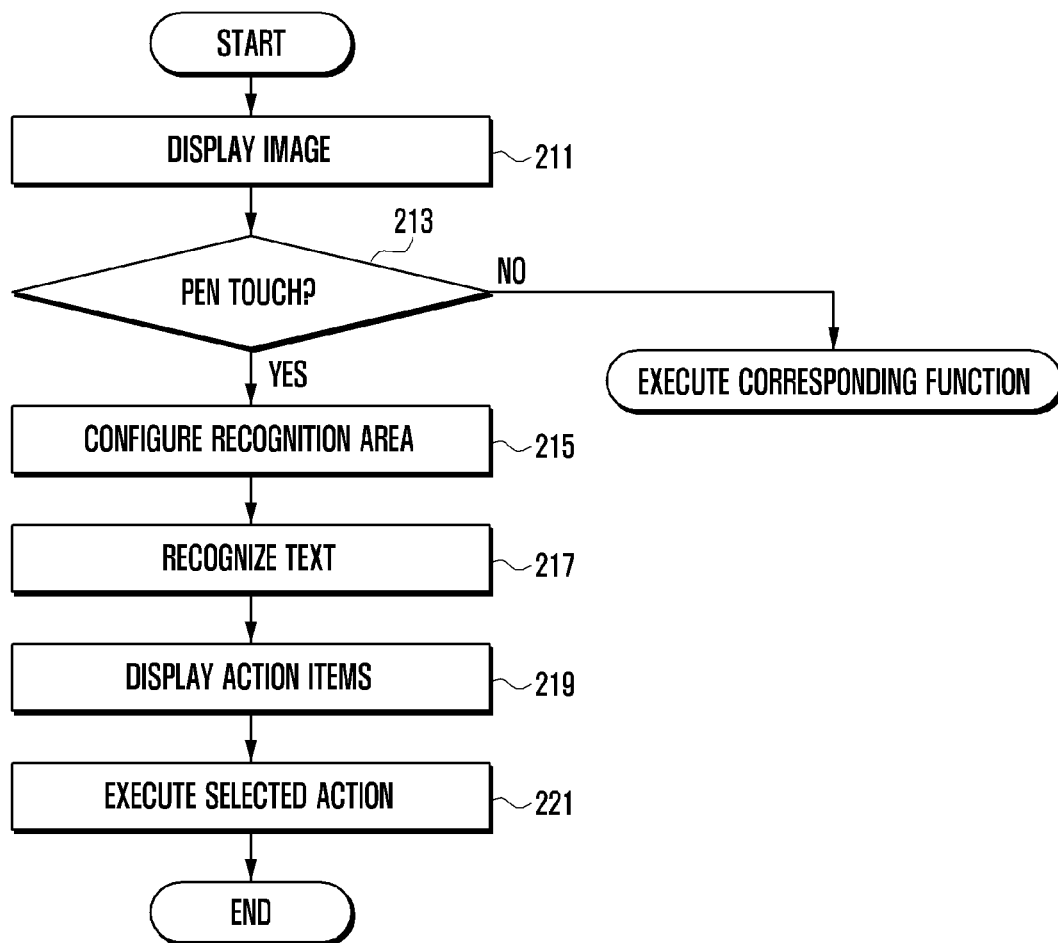 START
DISPLAY IMAGE
211
213
PEN TOUCH?
NO
YES
EXECUTE CORRESPONDING FUNCTION
CONFIGURE RECOGNITION AREA
215
RECOGNIZE TEXT
217
DISPLAY ACTION ITEMS
219
EXECUTE SELECTED ACTION
221
END